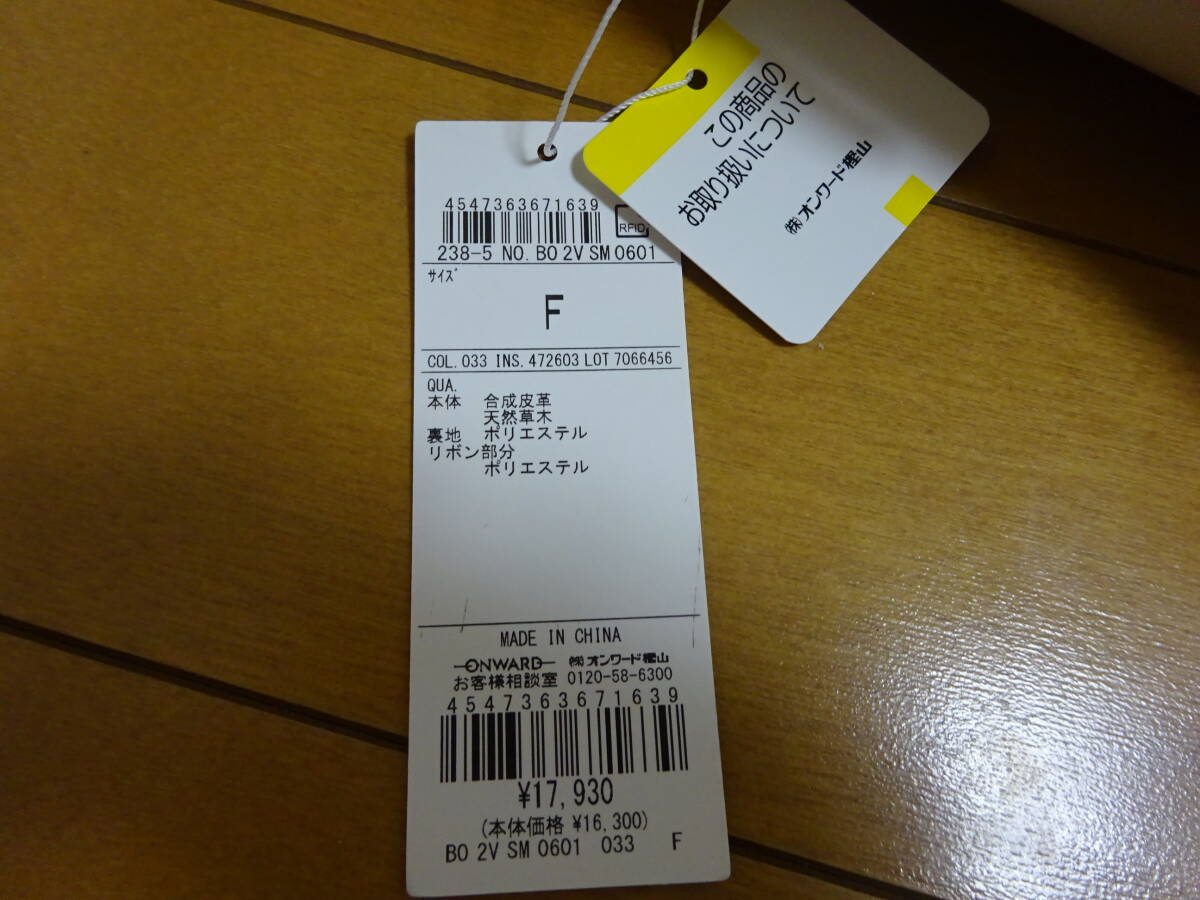 この商品の
お取り扱いについて
㈱オンワード樫山
4547363671639
RFID
238-5 NO. BO 2V SM 0601
ｻｲｽﾞ
F
COL. 033 INS. 472603 LOT 7066456
QUA.
本体 合成皮革
天然草木
裏地 ポリエステル
リボン部分
ポリエステル
MADE IN CHINA
ONWARD ㈱オンワード樫山
お客様相談室 0120-58-6300
4547363671639
¥17,930
(本体価格 ¥16,300)
BO 2V SM 0601 033 F